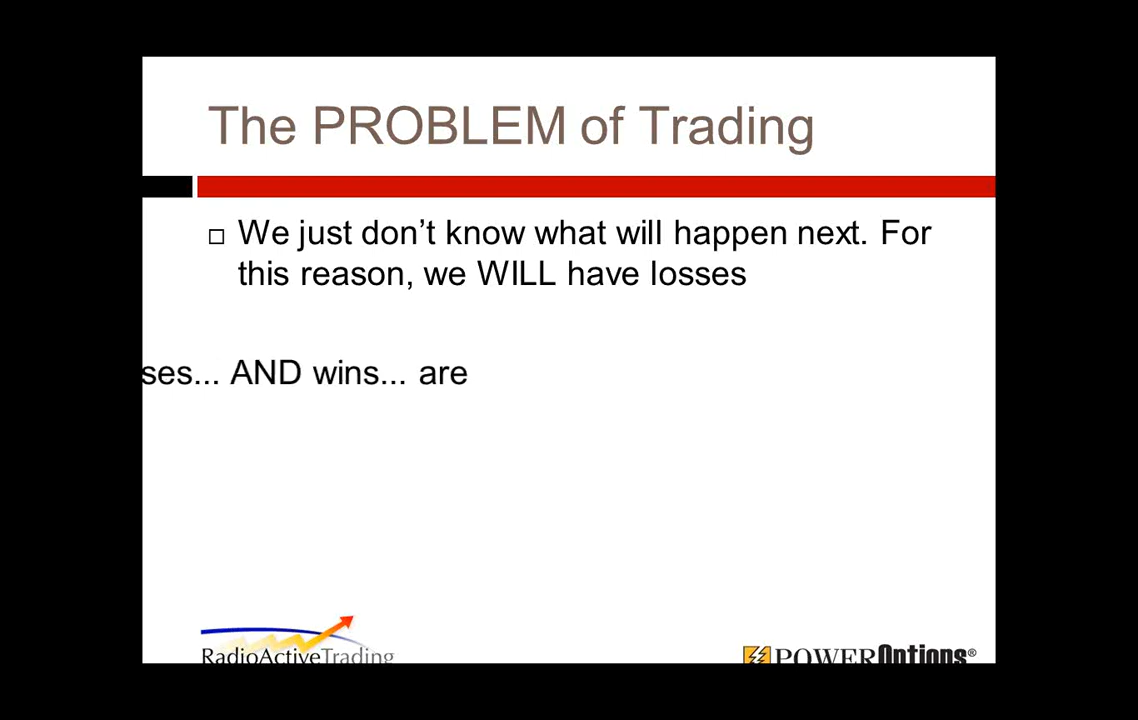 The PROBLEM of Trading
We just don't know what will happen next. For
this reason, we WILL have losses
ses... AND wins... are
RadioActiveTrading
POWEROptions®